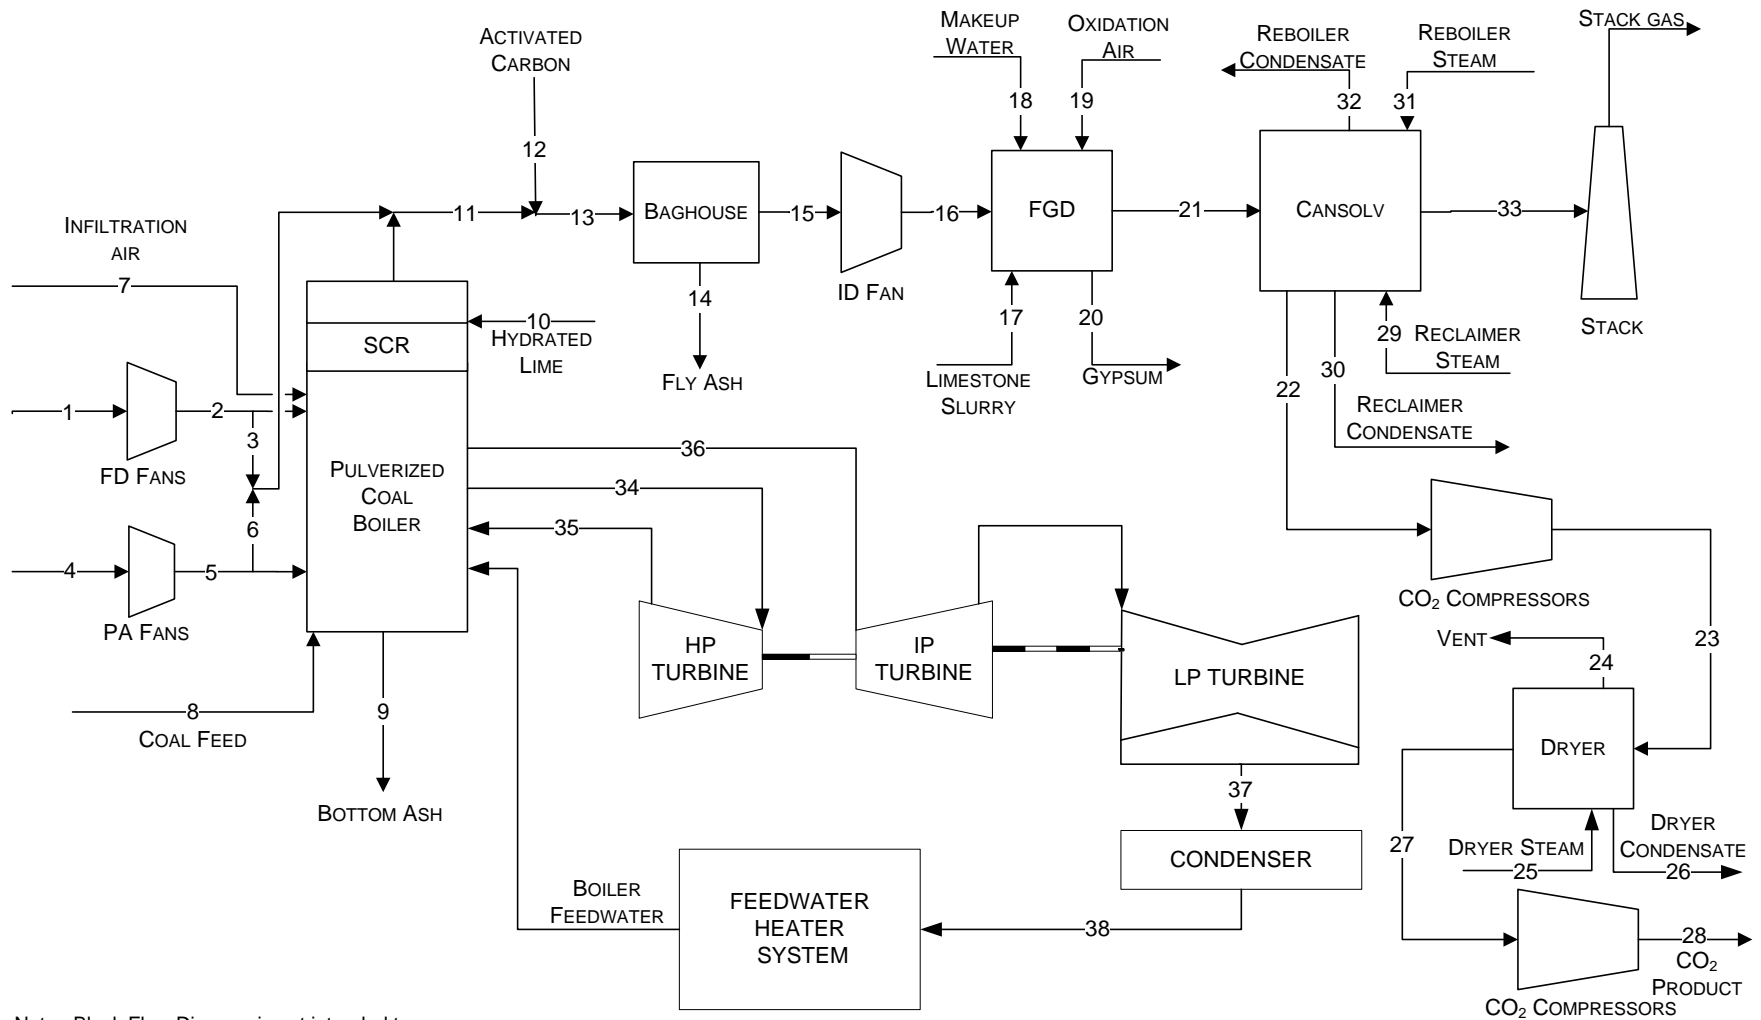 ACTIVATED
CARBON
12
MAKEUP
WATER
18
OXIDATION
AIR
19
REBOILER
CONDENSATE
32
REBOILER
STEAM
31
STACK GAS
INFILTRATION
AIR
7
11
13
BAGHOUSE
15
16
ID FAN
FGD
21
CANSOLV
33
STACK
14
FLY ASH
17
LIMESTONE
SLURRY
20
GYPSUM
22
30
RECLAIMER
CONDENSATE
29
RECLAIMER
STEAM
10
HYDRATED
LIME
SCR
1
2
3
FD FANS
PULVERIZED
COAL
BOILER
6
4
5
PA FANS
36
34
35
HP
TURBINE
IP
TURBINE
LP TURBINE
CO2 COMPRESSORS
23
VENT
24
DRYER
8
COAL FEED
9
BOTTOM ASH
37
CONDENSER
27
DRYER STEAM
25
DRYER
CONDENSATE
26
BOILER
FEEDWATER
FEEDWATER
HEATER
SYSTEM
38
28
CO2
PRODUCT
CO2 COMPRESSORS